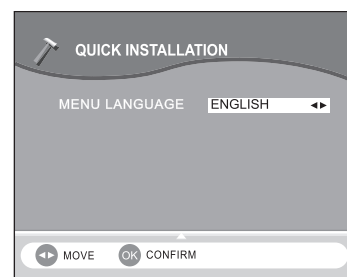 QUICK INSTALLATION
MENU LANGUAGE ENGLISH ◄►
◄► MOVE OK CONFIRM